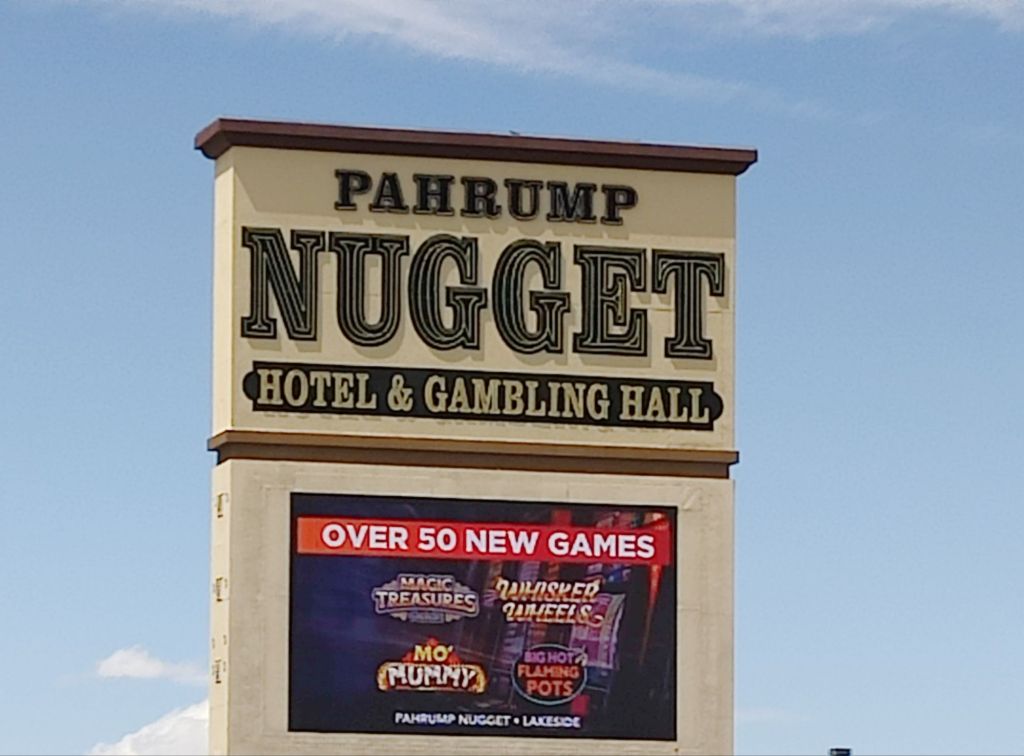 PAHRUMP
NUGGET
HOTEL & GAMBLING HALL
OVER 50 NEW GAMES
MAGIC
TREASURES
WHISKER
WHEELS
MO'
MUMMY
BIG HOT
FLAMING
POTS
PAHRUMP NUGGET • LAKESIDE